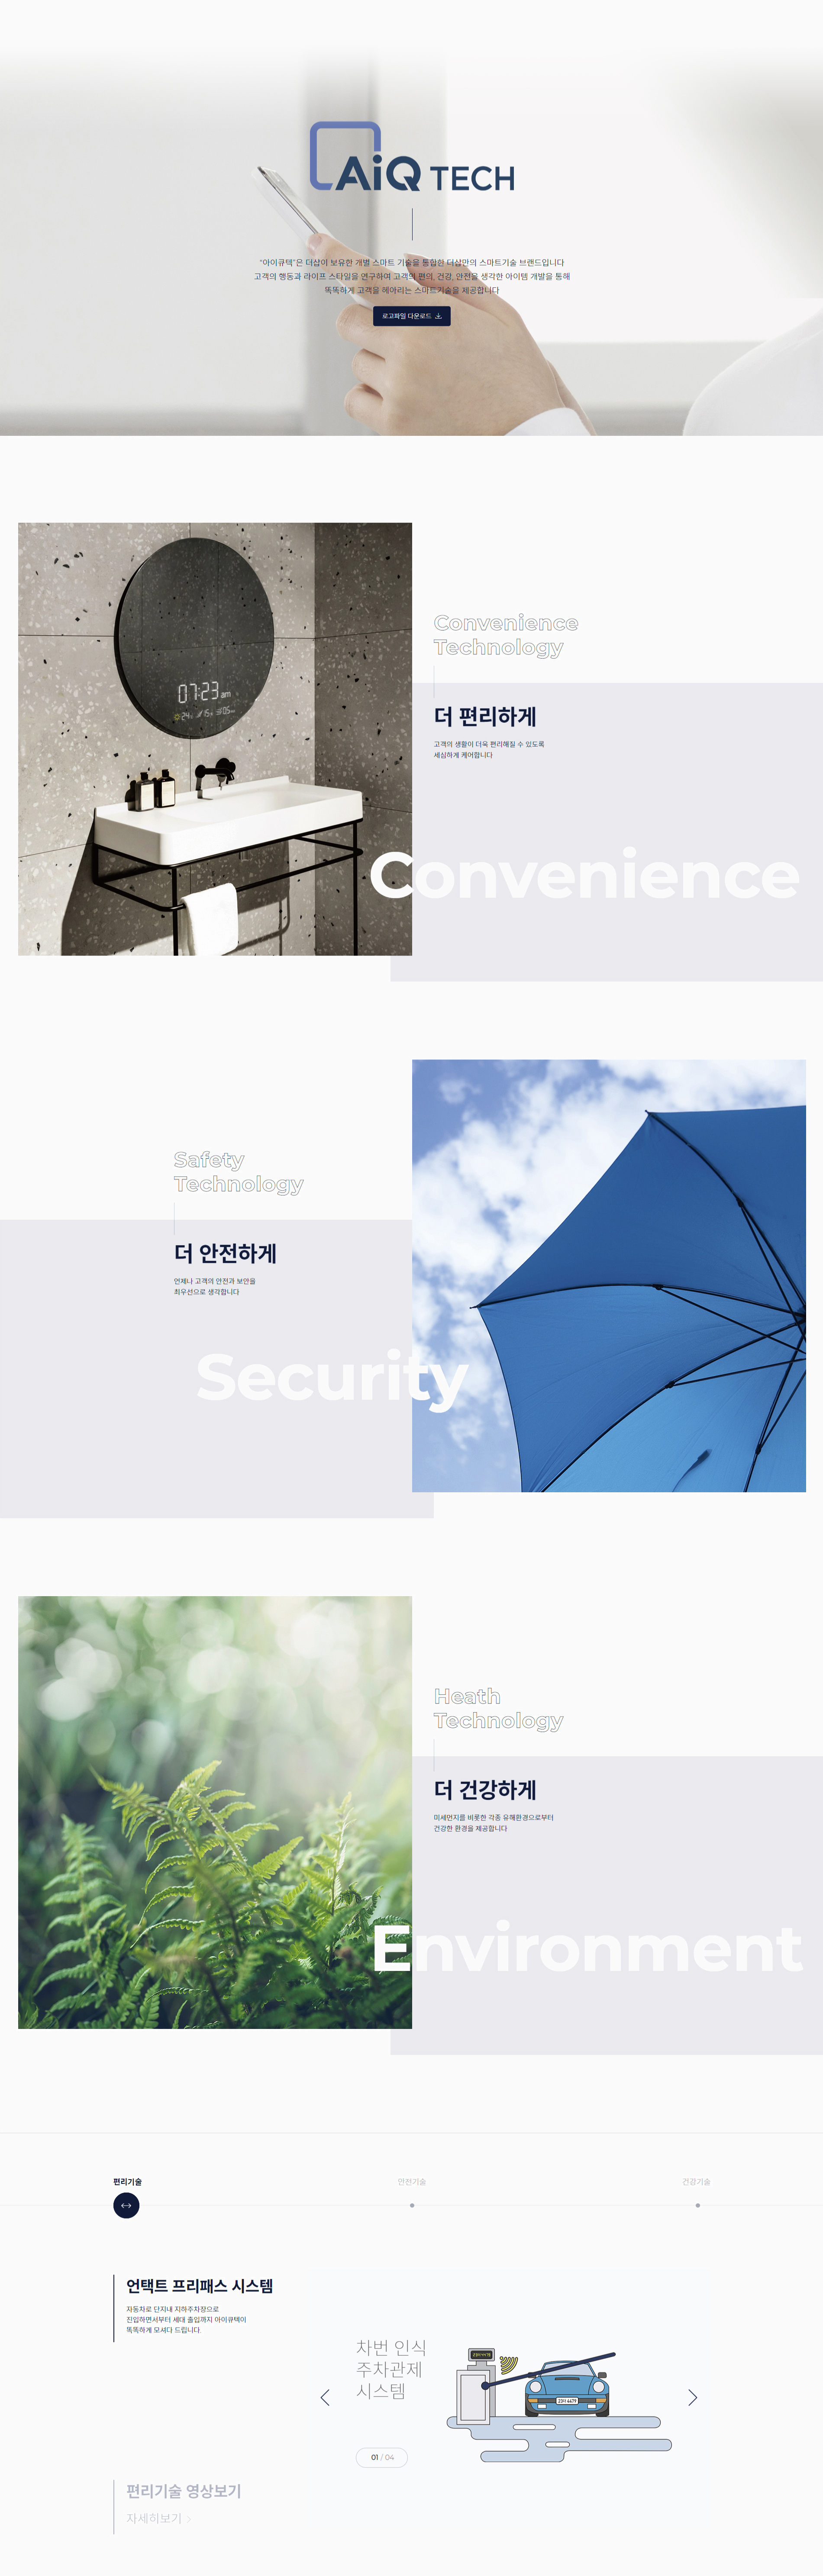 AiQ TECH
"아이큐텍"은 더샵이 보유한 개별 스마트 기술을 통합한 더샵만의 스마트기술 브랜드입니다
고객의 행동과 라이프 스타일을 연구하여 고객의 편의, 건강, 안전을 생각한 아이템 개발을 통해
똑똑하게 고객을 헤아리는 스마트기술을 제공합니다
로고파일 다운로드
Convenience
Technology
07:23 am
더 편리하게
고객의 생활이 더욱 편리해질 수 있도록
세심하게 케어합니다
Convenience
Safety
Technology
더 안전하게
언제나 고객의 안전과 보안을
최우선으로 생각합니다
Security
Heath
Technology
더 건강하게
미세먼지를 비롯한 각종 유해환경으로부터
건강한 환경을 제공합니다
Environment
편리기술
안전기술
건강기술
언택트 프리패스 시스템
자동차로 단지내 지하주차장으로
진입하면서부터 세대 출입까지 아이큐텍이
똑똑하게 모셔다 드립니다.
차번 인식
주차관제
시스템
01 / 04
편리기술 영상보기
자세히보기